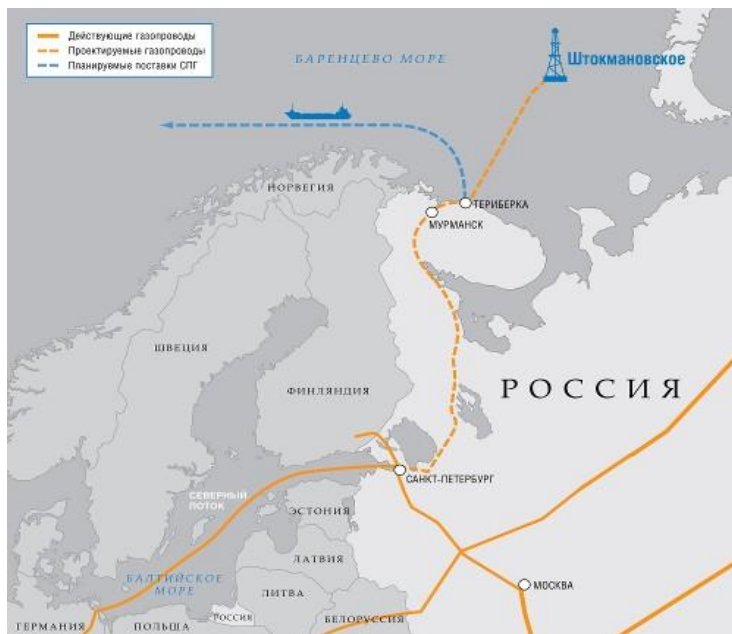 Действующие газопроводы
Проектируемые газопроводы
Планируемые поставки СПГ
БАРЕНЦЕВО МОРЕ
Штокмановское
НОРВЕГИЯ
ТЕРИБЕРКА
МУРМАНСК
ШВЕЦИЯ
ФИНЛЯНДИЯ
РОССИЯ
САНКТ-ПЕТЕРБУРГ
СЕВЕРНЫЙ
ПОТОК
ЭСТОНИЯ
ЛАТВИЯ
БАЛТИЙСКОЕ
МОРЕ
ЛИТВА
МОСКВА
РОССИЯ
БЕЛОРУССИЯ
ГЕРМАНИЯ
ПОЛЬША